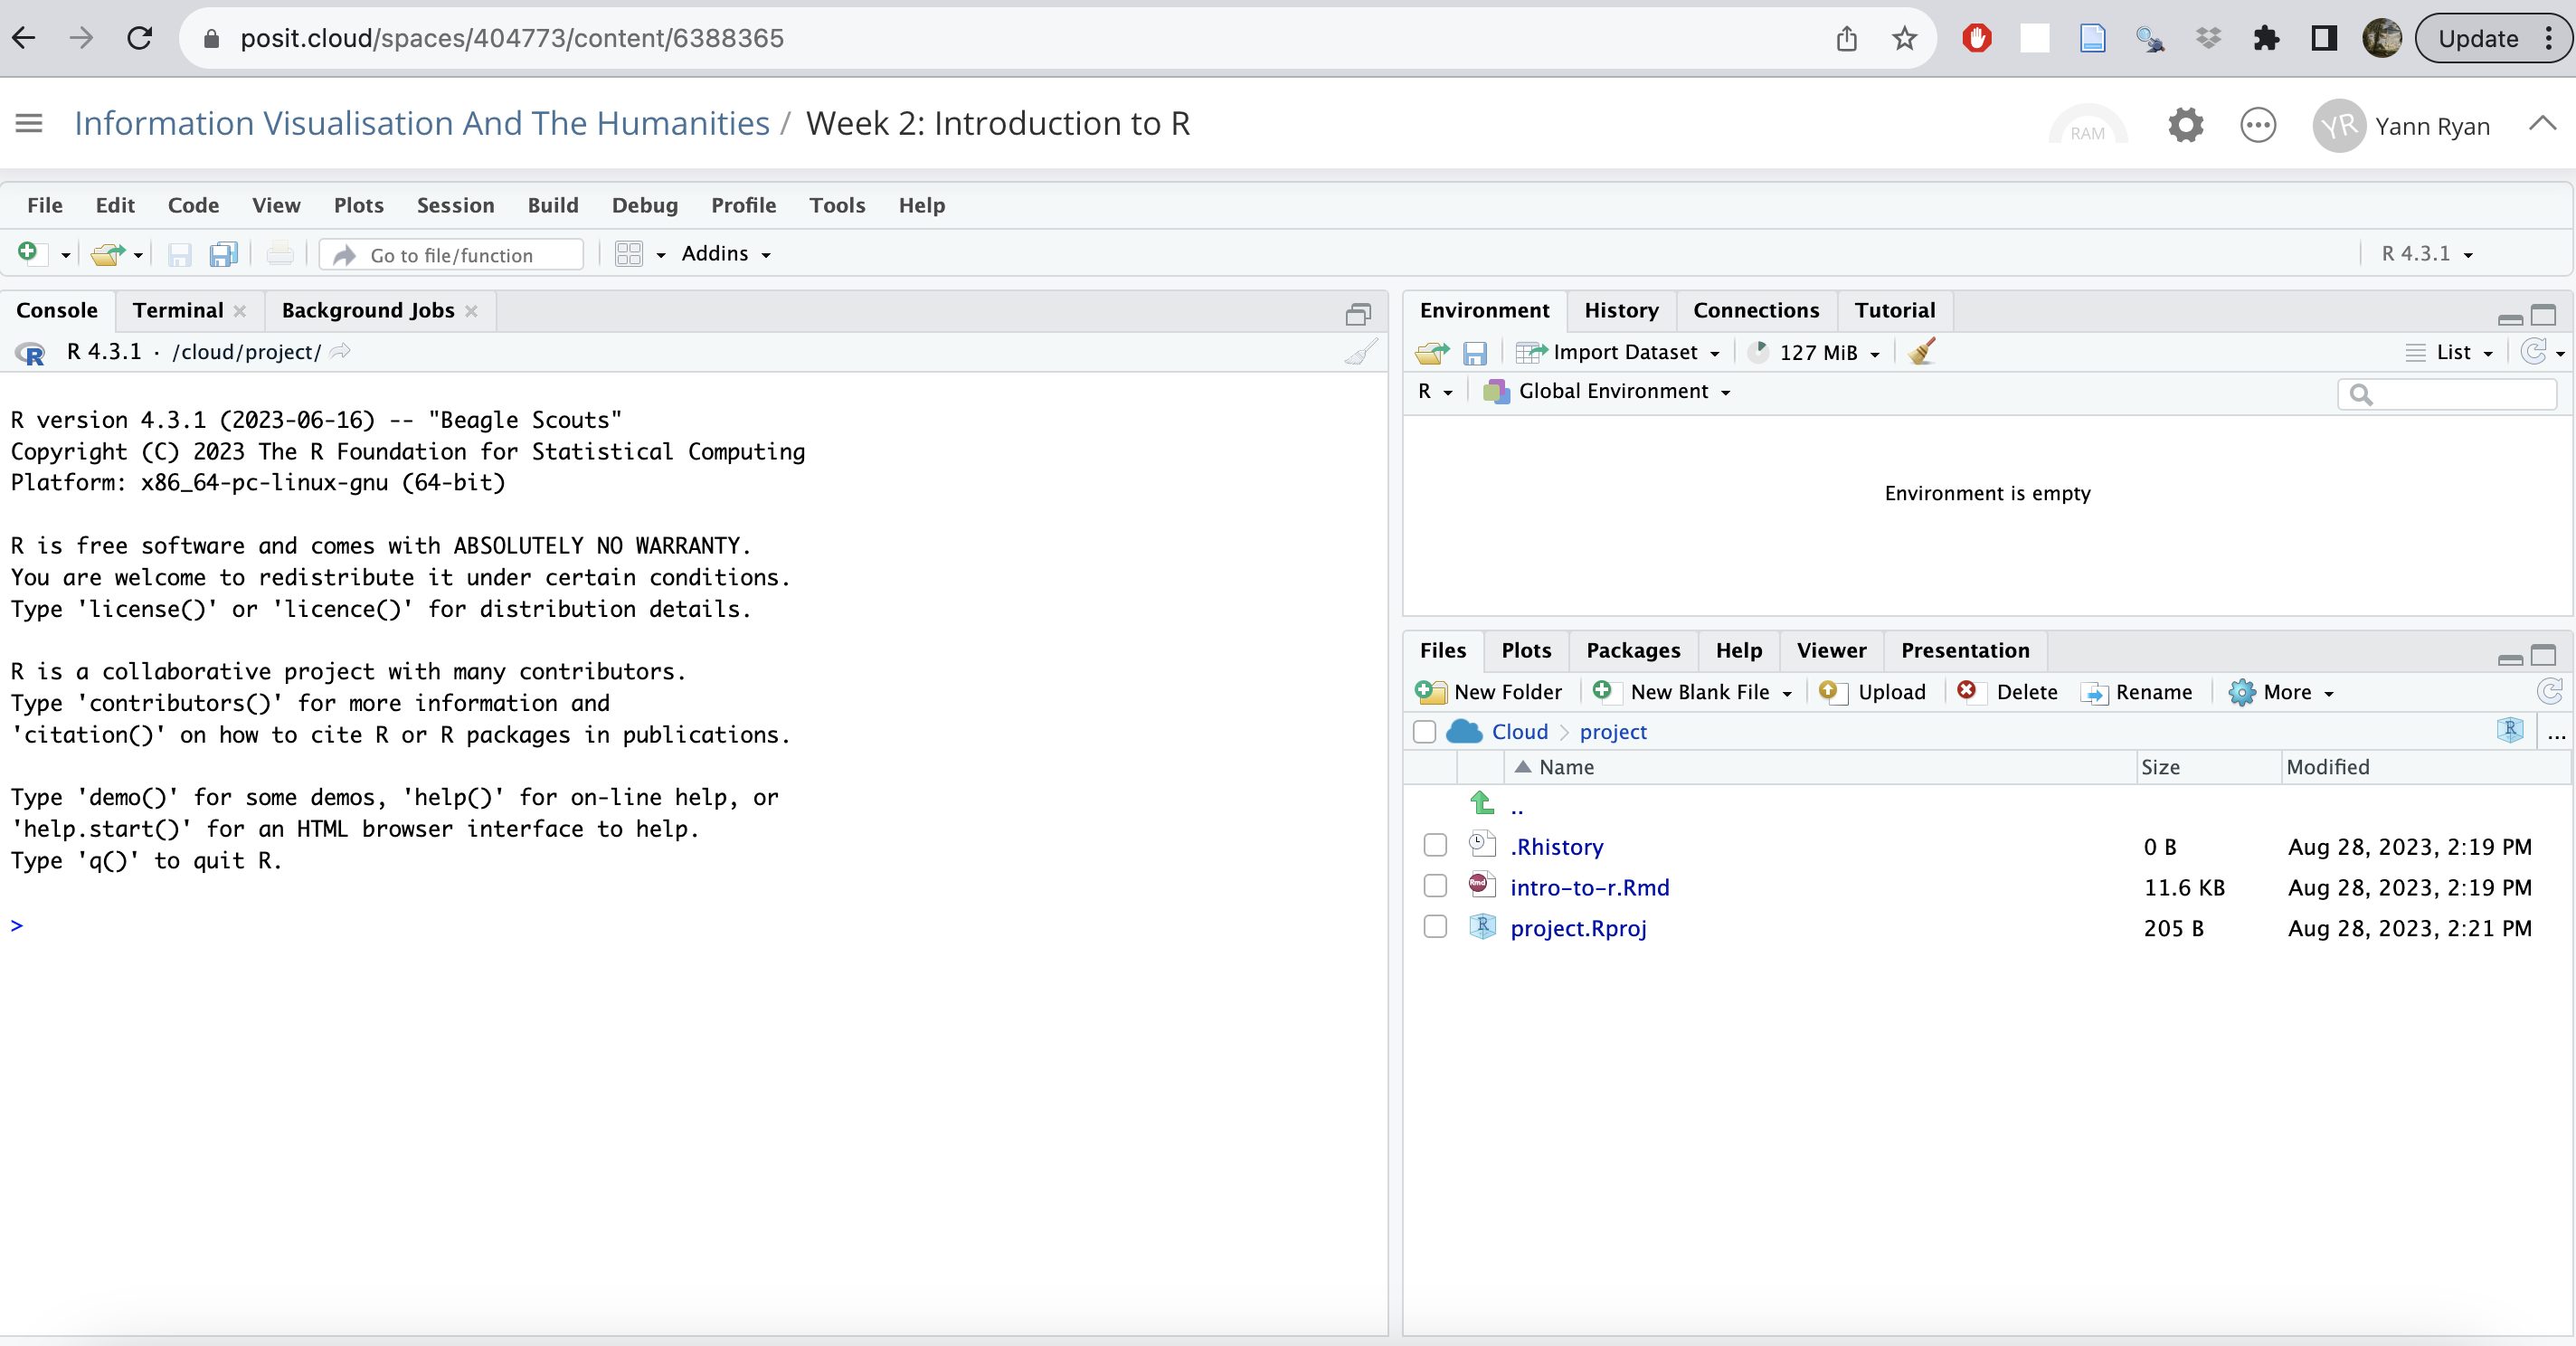 posit.cloud/spaces/404773/content/6388365
Update
Information Visualisation And The Humanities / Week 2: Introduction to R
RAM
YR Yann Ryan
File Edit Code View Plots Session Build Debug Profile Tools Help
Go to file/function
Addins
R 4.3.1
Console Terminal Background Jobs
R 4.3.1 · /cloud/project/
R version 4.3.1 (2023-06-16) -- "Beagle Scouts"
Copyright (C) 2023 The R Foundation for Statistical Computing
Platform: x86_64-pc-linux-gnu (64-bit)
R is free software and comes with ABSOLUTELY NO WARRANTY.
You are welcome to redistribute it under certain conditions.
Type 'license()' or 'licence()' for distribution details.
R is a collaborative project with many contributors.
Type 'contributors()' for more information and
'citation()' on how to cite R or R packages in publications.
Type 'demo()' for some demos, 'help()' for on-line help, or
'help.start()' for an HTML browser interface to help.
Type 'q()' to quit R.
>
Environment History Connections Tutorial
Import Dataset 127 MiB List
R Global Environment
Environment is empty
Files Plots Packages Help Viewer Presentation
New Folder New Blank File Upload Delete Rename More
Cloud project R ...
Name Size Modified
..
.Rhistory 0 B Aug 28, 2023, 2:19 PM
Rmd intro-to-r.Rmd 11.6 KB Aug 28, 2023, 2:19 PM
R project.Rproj 205 B Aug 28, 2023, 2:21 PM